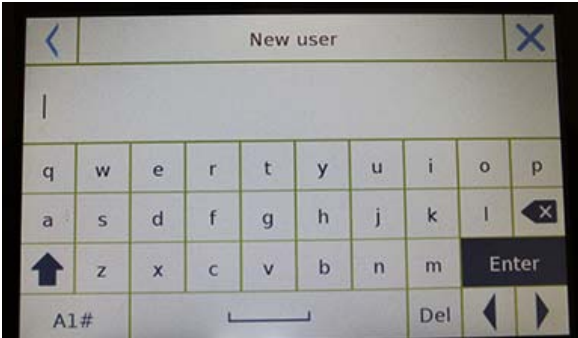 New user
q w e r t y u i o p
a s d f g h j k l
z x c v b n m Enter
A1# Del